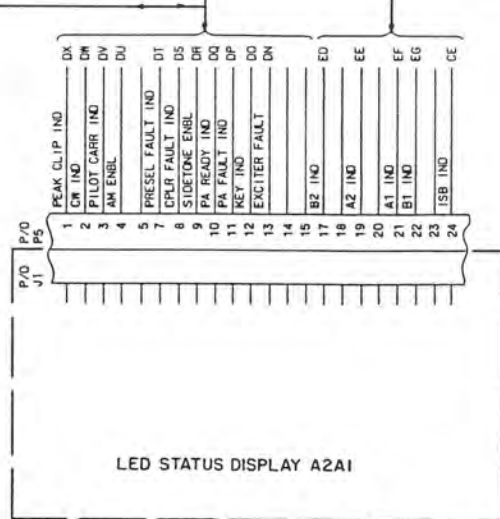 P/O P5
P/O J1
1 PEAK CLIP IND DX
2 CW IND DW
3 PILOT CARR IND DV
4 AM ENBL DU
5
7 PRESEL FAULT IND DT
8 CPLR FAULT IND DS
9 SIDETONE ENBL DR
10 PA READY IND DQ
11 PA FAULT IND DP
12 KEY IND DO
13 EXCITER FAULT DN
14
15
17 B2 IND ED
18
19 A2 IND EE
20
21 A1 IND EF
22 B1 IND EG
23
24 ISB IND CE
LED STATUS DISPLAY A2A1